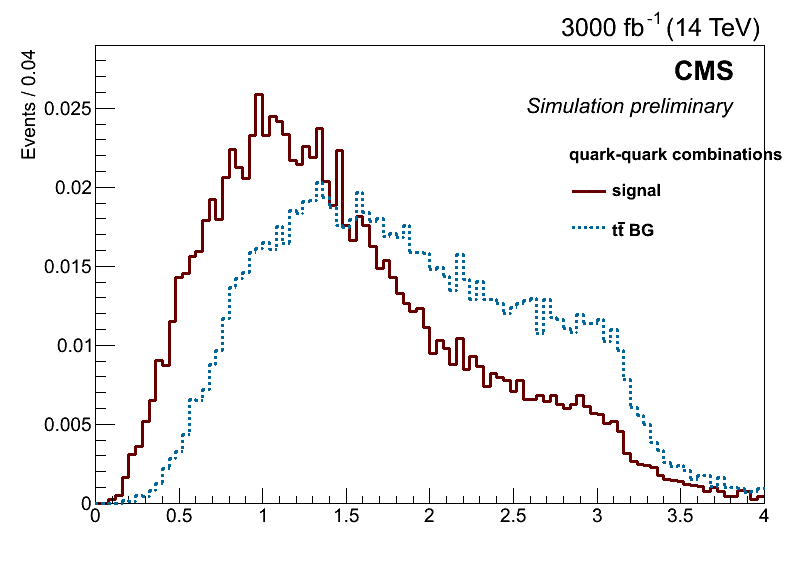 3000 fb⁻¹ (14 TeV)
CMS
Simulation preliminary
quark-quark combinations
signal
tt̄ BG
Events / 0.04
0.025
0.02
0.015
0.01
0.005
0
0 0.5 1 1.5 2 2.5 3 3.5 4